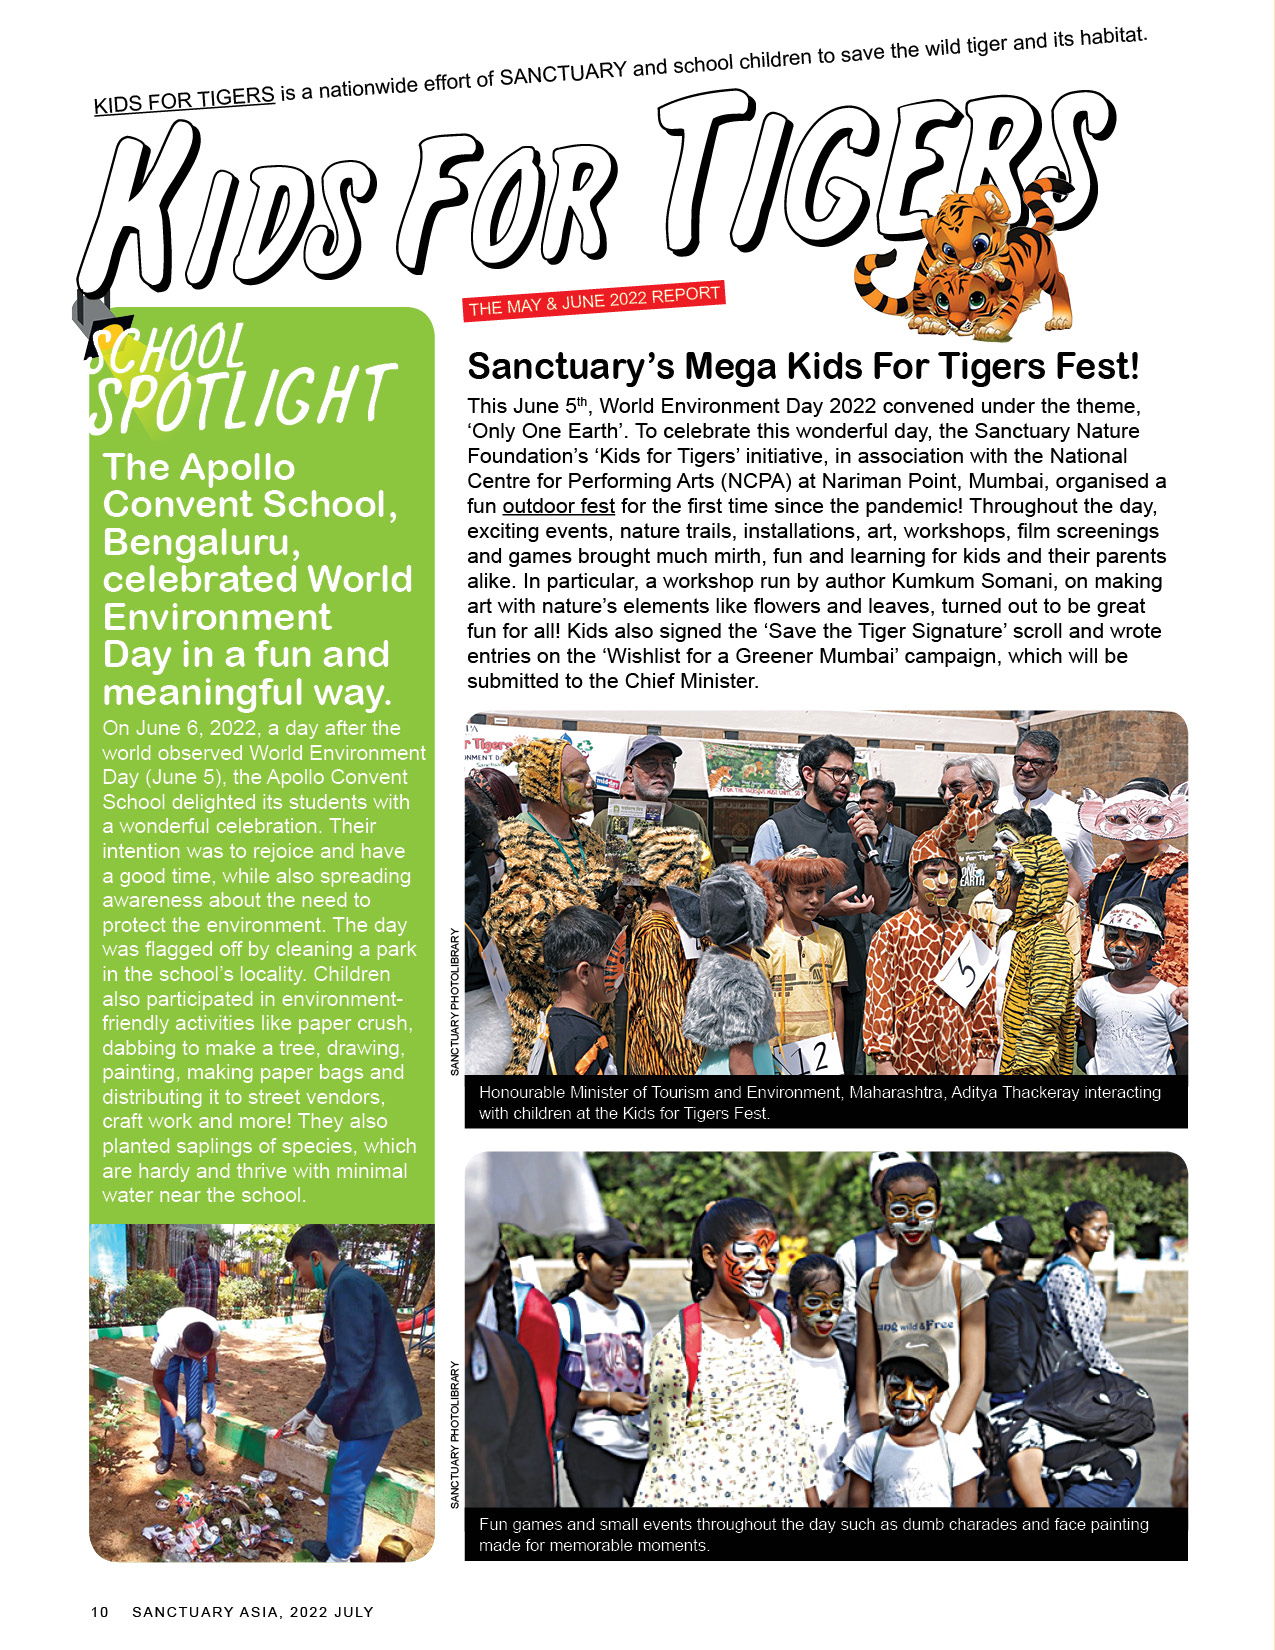 KIDS FOR TIGERS is a nationwide effort of SANCTUARY and school children to save the wild tiger and its habitat.
KIDS FOR TIGERS
THE MAY & JUNE 2022 REPORT
SCHOOL
SPOTLIGHT
The Apollo
Convent School,
Bengaluru,
celebrated World
Environment
Day in a fun and
meaningful way.
On June 6, 2022, a day after the
world observed World Environment
Day (June 5), the Apollo Convent
School delighted its students with
a wonderful celebration. Their
intention was to rejoice and have
a good time, while also spreading
awareness about the need to
protect the environment. The day
was flagged off by cleaning a park
in the school's locality. Children
also participated in environment-
friendly activities like paper crush,
dabbing to make a tree, drawing,
painting, making paper bags and
distributing it to street vendors,
craft work and more! They also
planted saplings of species, which
are hardy and thrive with minimal
water near the school.
Sanctuary's Mega Kids For Tigers Fest!
This June 5th, World Environment Day 2022 convened under the theme,
'Only One Earth'. To celebrate this wonderful day, the Sanctuary Nature
Foundation's 'Kids for Tigers' initiative, in association with the National
Centre for Performing Arts (NCPA) at Nariman Point, Mumbai, organised a
fun outdoor fest for the first time since the pandemic! Throughout the day,
exciting events, nature trails, installations, art, workshops, film screenings
and games brought much mirth, fun and learning for kids and their parents
alike. In particular, a workshop run by author Kumkum Somani, on making
art with nature's elements like flowers and leaves, turned out to be great
fun for all! Kids also signed the 'Save the Tiger Signature' scroll and wrote
entries on the 'Wishlist for a Greener Mumbai' campaign, which will be
submitted to the Chief Minister.
SANCTUARY PHOTOLIBRARY
r Tigers
mid-day
EARTH
5
12
Honourable Minister of Tourism and Environment, Maharashtra, Aditya Thackeray interacting
with children at the Kids for Tigers Fest.
SANCTUARY PHOTOLIBRARY
wild & Free
Fun games and small events throughout the day such as dumb charades and face painting
made for memorable moments.
10 SANCTUARY ASIA, 2022 JULY